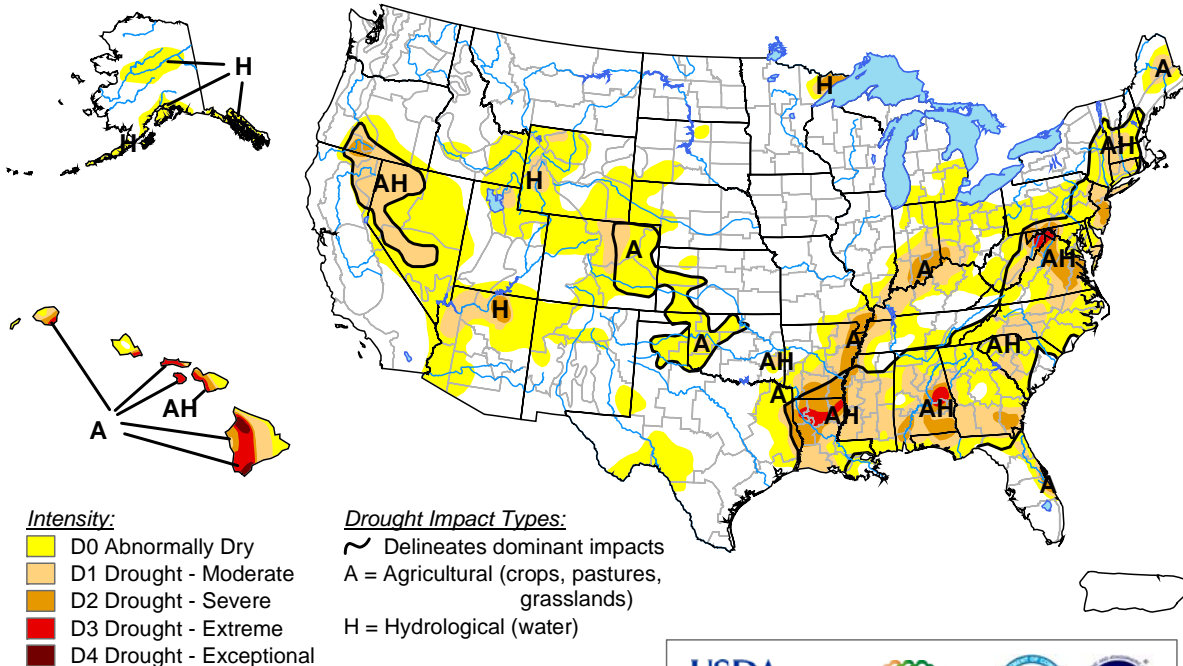 H
H
A
H
AH
AH
H
A
A
AH
H
A
AH
A
AH
A
AH
AH
A
AH
A
A
Intensity:
D0 Abnormally Dry
D1 Drought - Moderate
D2 Drought - Severe
D3 Drought - Extreme
D4 Drought - Exceptional
Drought Impact Types:
Delineates dominant impacts
A = Agricultural (crops, pastures,
grasslands)
H = Hydrological (water)
USDA